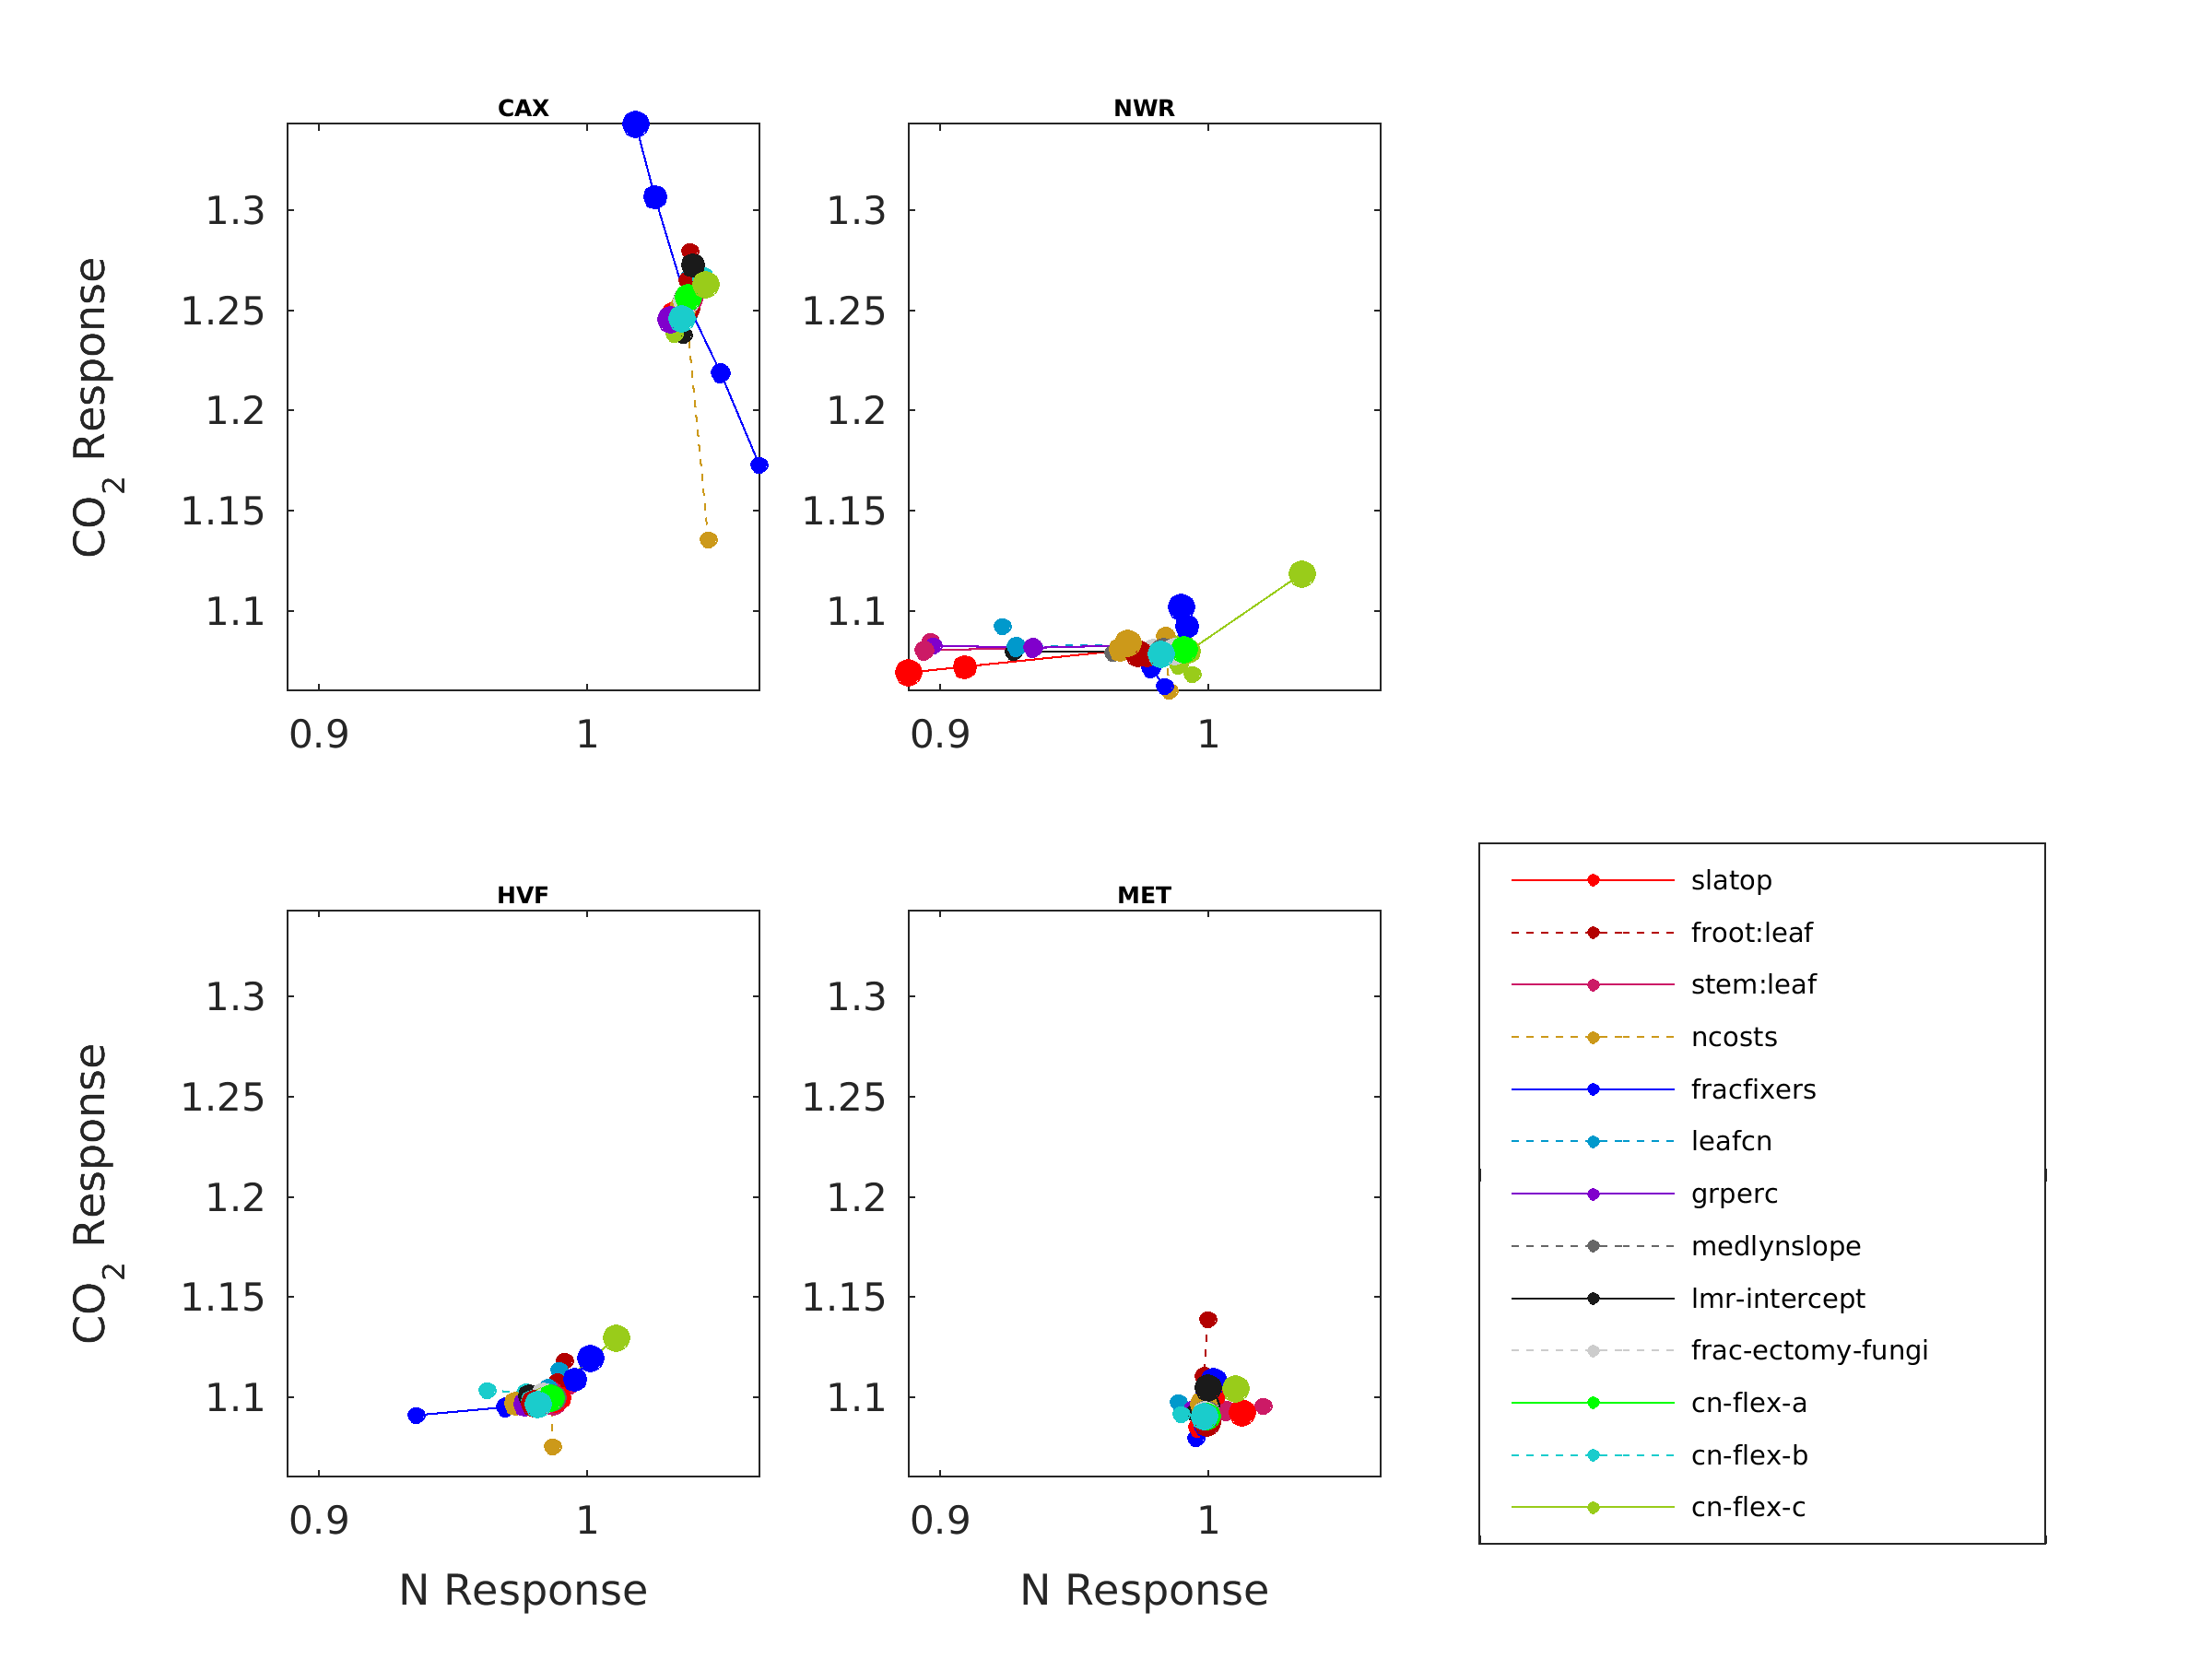 CAX
NWR
CO2 Response
1.3
1.25
1.2
1.15
1.1
0.9
1
1.3
1.25
1.2
1.15
1.1
0.9
1
HVF
MET
CO2 Response
1.3
1.25
1.2
1.15
1.1
0.9
1
N Response
1.3
1.25
1.2
1.15
1.1
0.9
1
N Response
slatop
froot:leaf
stem:leaf
ncosts
fracfixers
leafcn
grperc
medlynslope
lmr-intercept
frac-ectomy-fungi
cn-flex-a
cn-flex-b
cn-flex-c